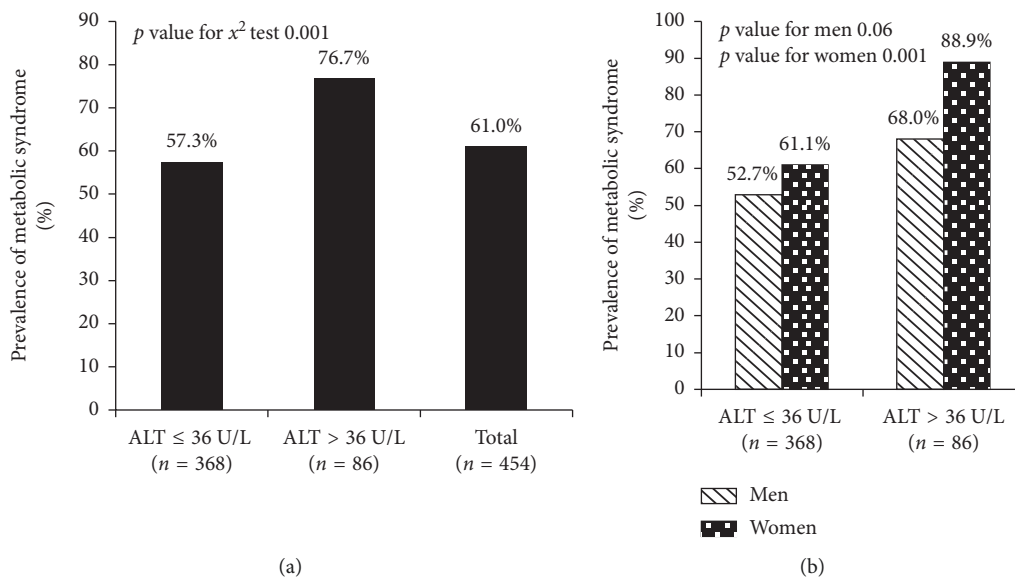 p value for x² test 0.001
Prevalence of metabolic syndrome
(%)
90
80
70
60
50
40
30
20
10
0
57.3%
76.7%
61.0%
ALT ≤ 36 U/L
(n = 368)
ALT > 36 U/L
(n = 86)
Total
(n = 454)
(a)
p value for men 0.06
p value for women 0.001
Prevalence of metabolic syndrome
(%)
100
90
80
70
60
50
40
30
20
10
0
52.7%
61.1%
68.0%
88.9%
ALT ≤ 36 U/L
(n = 368)
ALT > 36 U/L
(n = 86)
Men
Women
(b)